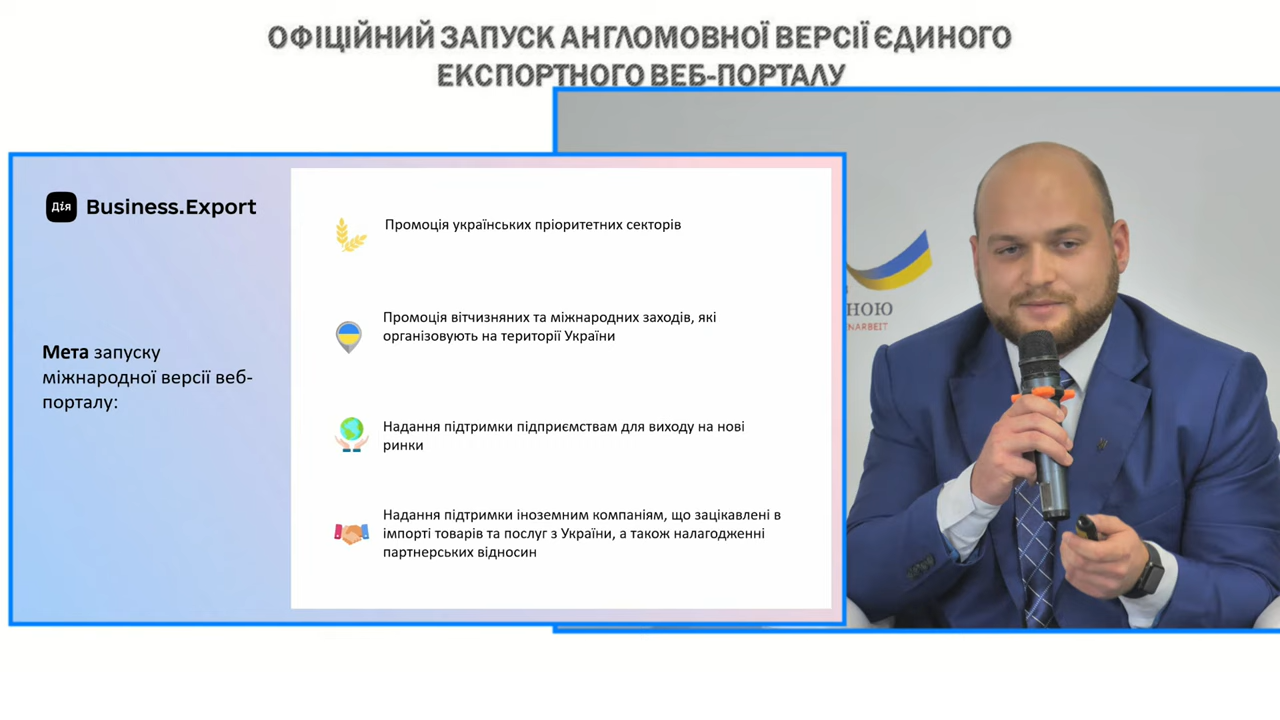 ОФІЦІЙНИЙ ЗАПУСК АНГЛОМОВНОЇ ВЕРСІЇ ЄДИНОГО
ЕКСПОРТНОГО ВЕБ-ПОРТАЛУ
Дія Business.Export
Мета запуску
міжнародної версії веб-
порталу:
Промоція українських пріоритетних секторів
Промоція вітчизняних та міжнародних заходів, які
організовують на території України
Надання підтримки підприємствам для виходу на нові
ринки
Надання підтримки іноземним компаніям, що зацікавлені в
імпорті товарів та послуг з України, а також налагодженні
партнерських відносин
НОЮ
NARBEIT